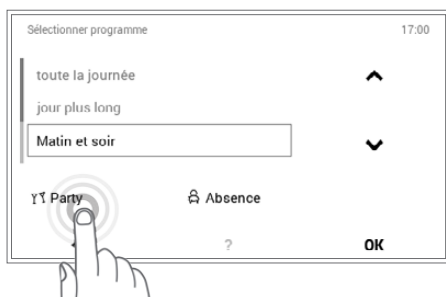 Sélectionner programme 17:00
toute la journée
jour plus long
Matin et soir
Party Absence
? OK